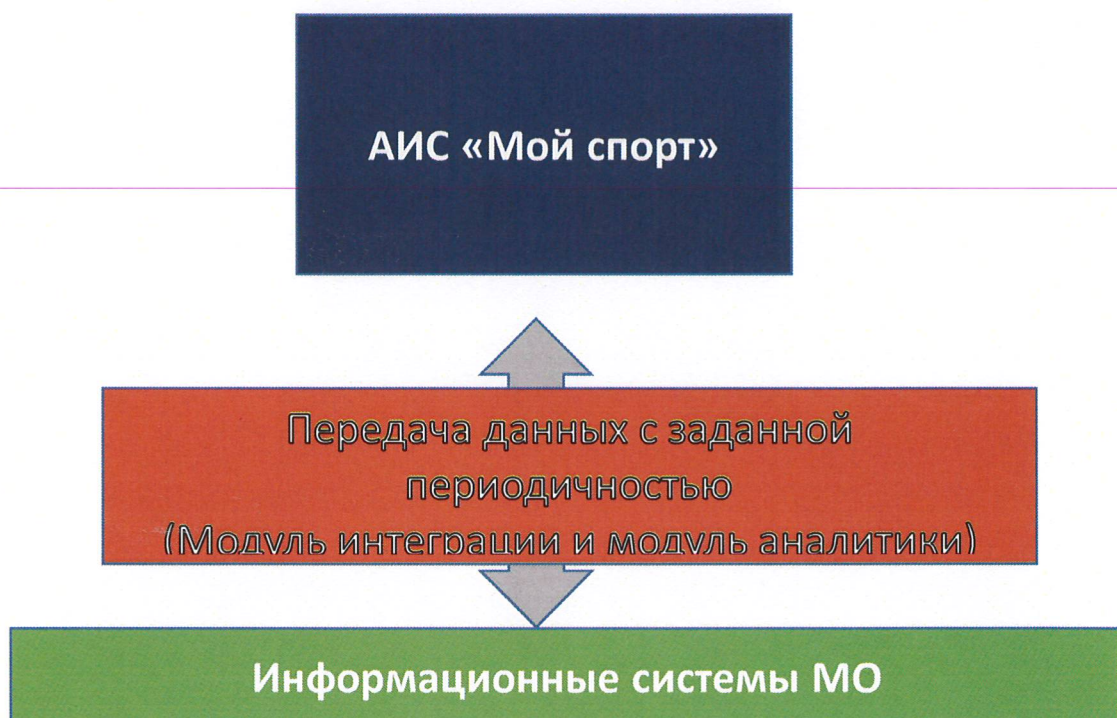 АИС «Мой спорт»
Передача данных с заданной
периодичностью
(Модуль интеграции и модуль аналитики)
Информационные системы МО